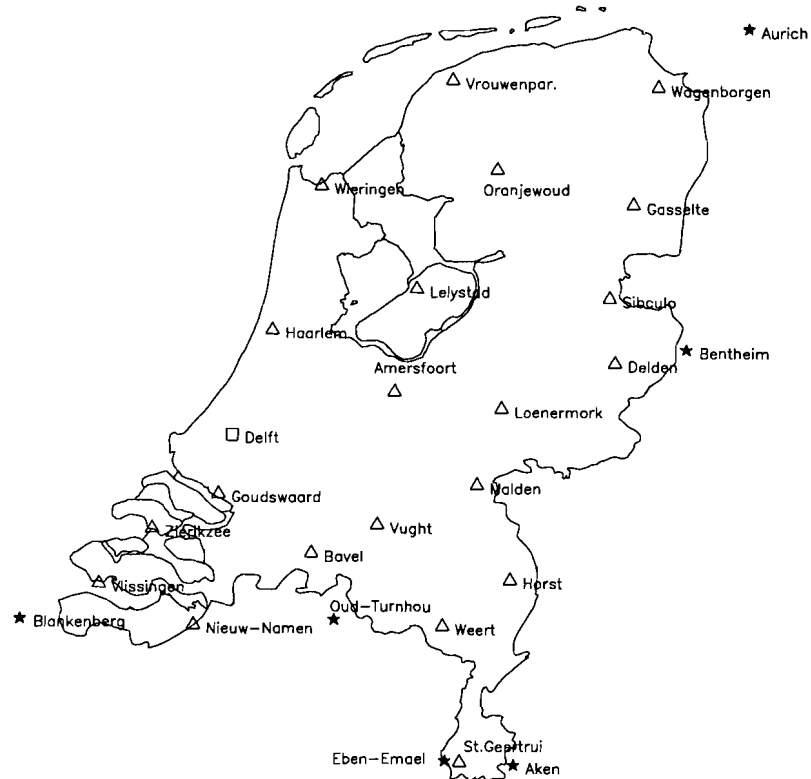 Aurich
Vrouwenpar.
Wagenborgen
Wieringen
Oranjewoud
Gasselte
Lelystad
Sibculo
Haarlem
Bentheim
Amersfoort
Delden
Loenermork
Delft
Malden
Goudswaard
Zierikzee
Vught
Bavel
Vlissingen
Horst
Oud-Turnhou
Blankenberg
Nieuw-Namen
Weert
St.Geertrui
Eben-Emael
Aken